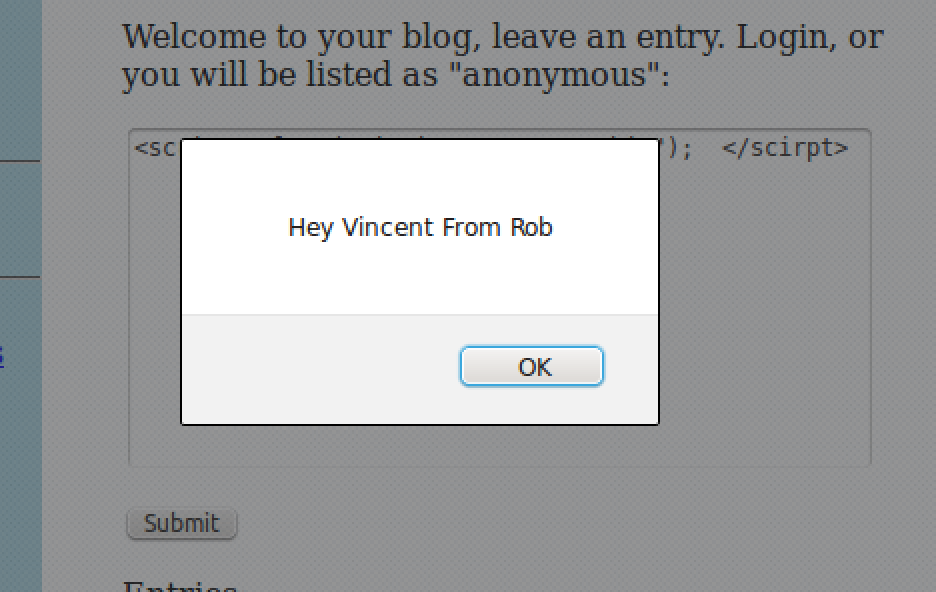 Welcome to your blog, leave an entry. Login, or
you will be listed as "anonymous":
<sc "); </scirpt>
Hey Vincent From Rob
OK
Submit
Entries